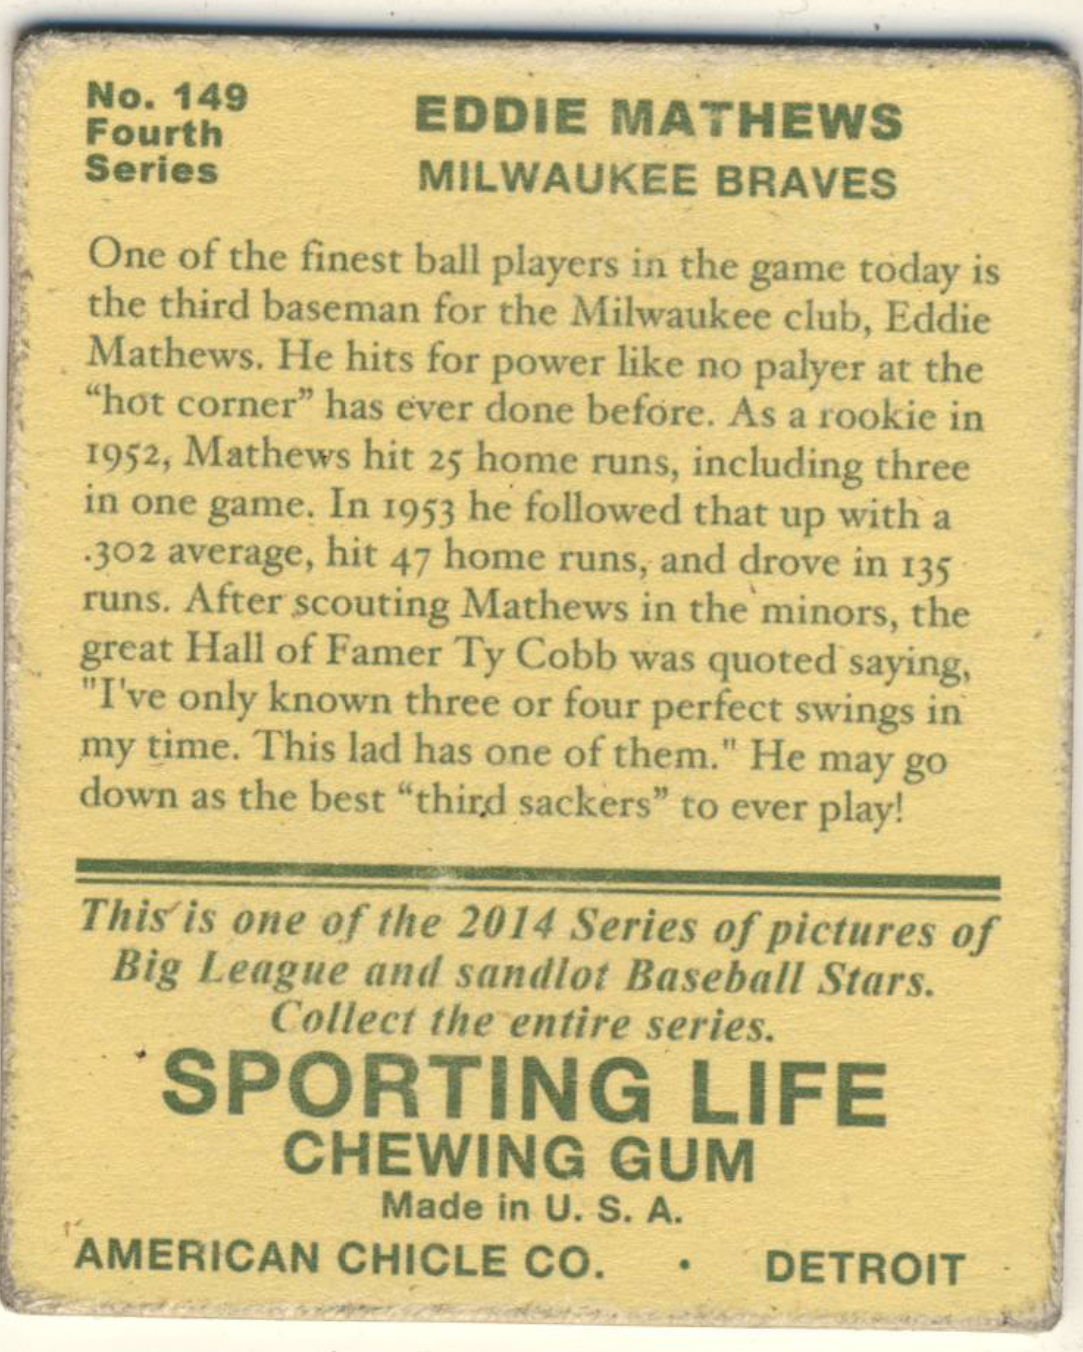 No. 149
Fourth
Series
EDDIE MATHEWS
MILWAUKEE BRAVES
One of the finest ball players in the game today is
the third baseman for the Milwaukee club, Eddie
Mathews. He hits for power like no palyer at the
“hot corner” has ever done before. As a rookie in
1952, Mathews hit 25 home runs, including three
in one game. In 1953 he followed that up with a
.302 average, hit 47 home runs, and drove in 135
runs. After scouting Mathews in the minors, the
great Hall of Famer Ty Cobb was quoted saying,
"I've only known three or four perfect swings in
my time. This lad has one of them." He may go
down as the best “third sackers” to ever play!
This is one of the 2014 Series of pictures of
Big League and sandlot Baseball Stars.
Collect the entire series.
SPORTING LIFE
CHEWING GUM
Made in U. S. A.
AMERICAN CHICLE CO. • DETROIT